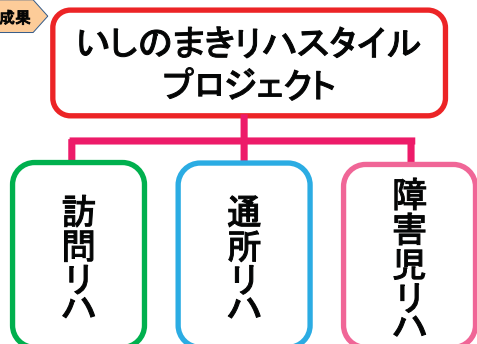 成果
いしのまきリハスタイル
プロジェクト
訪問リハ
通所リハ
障害児リハ